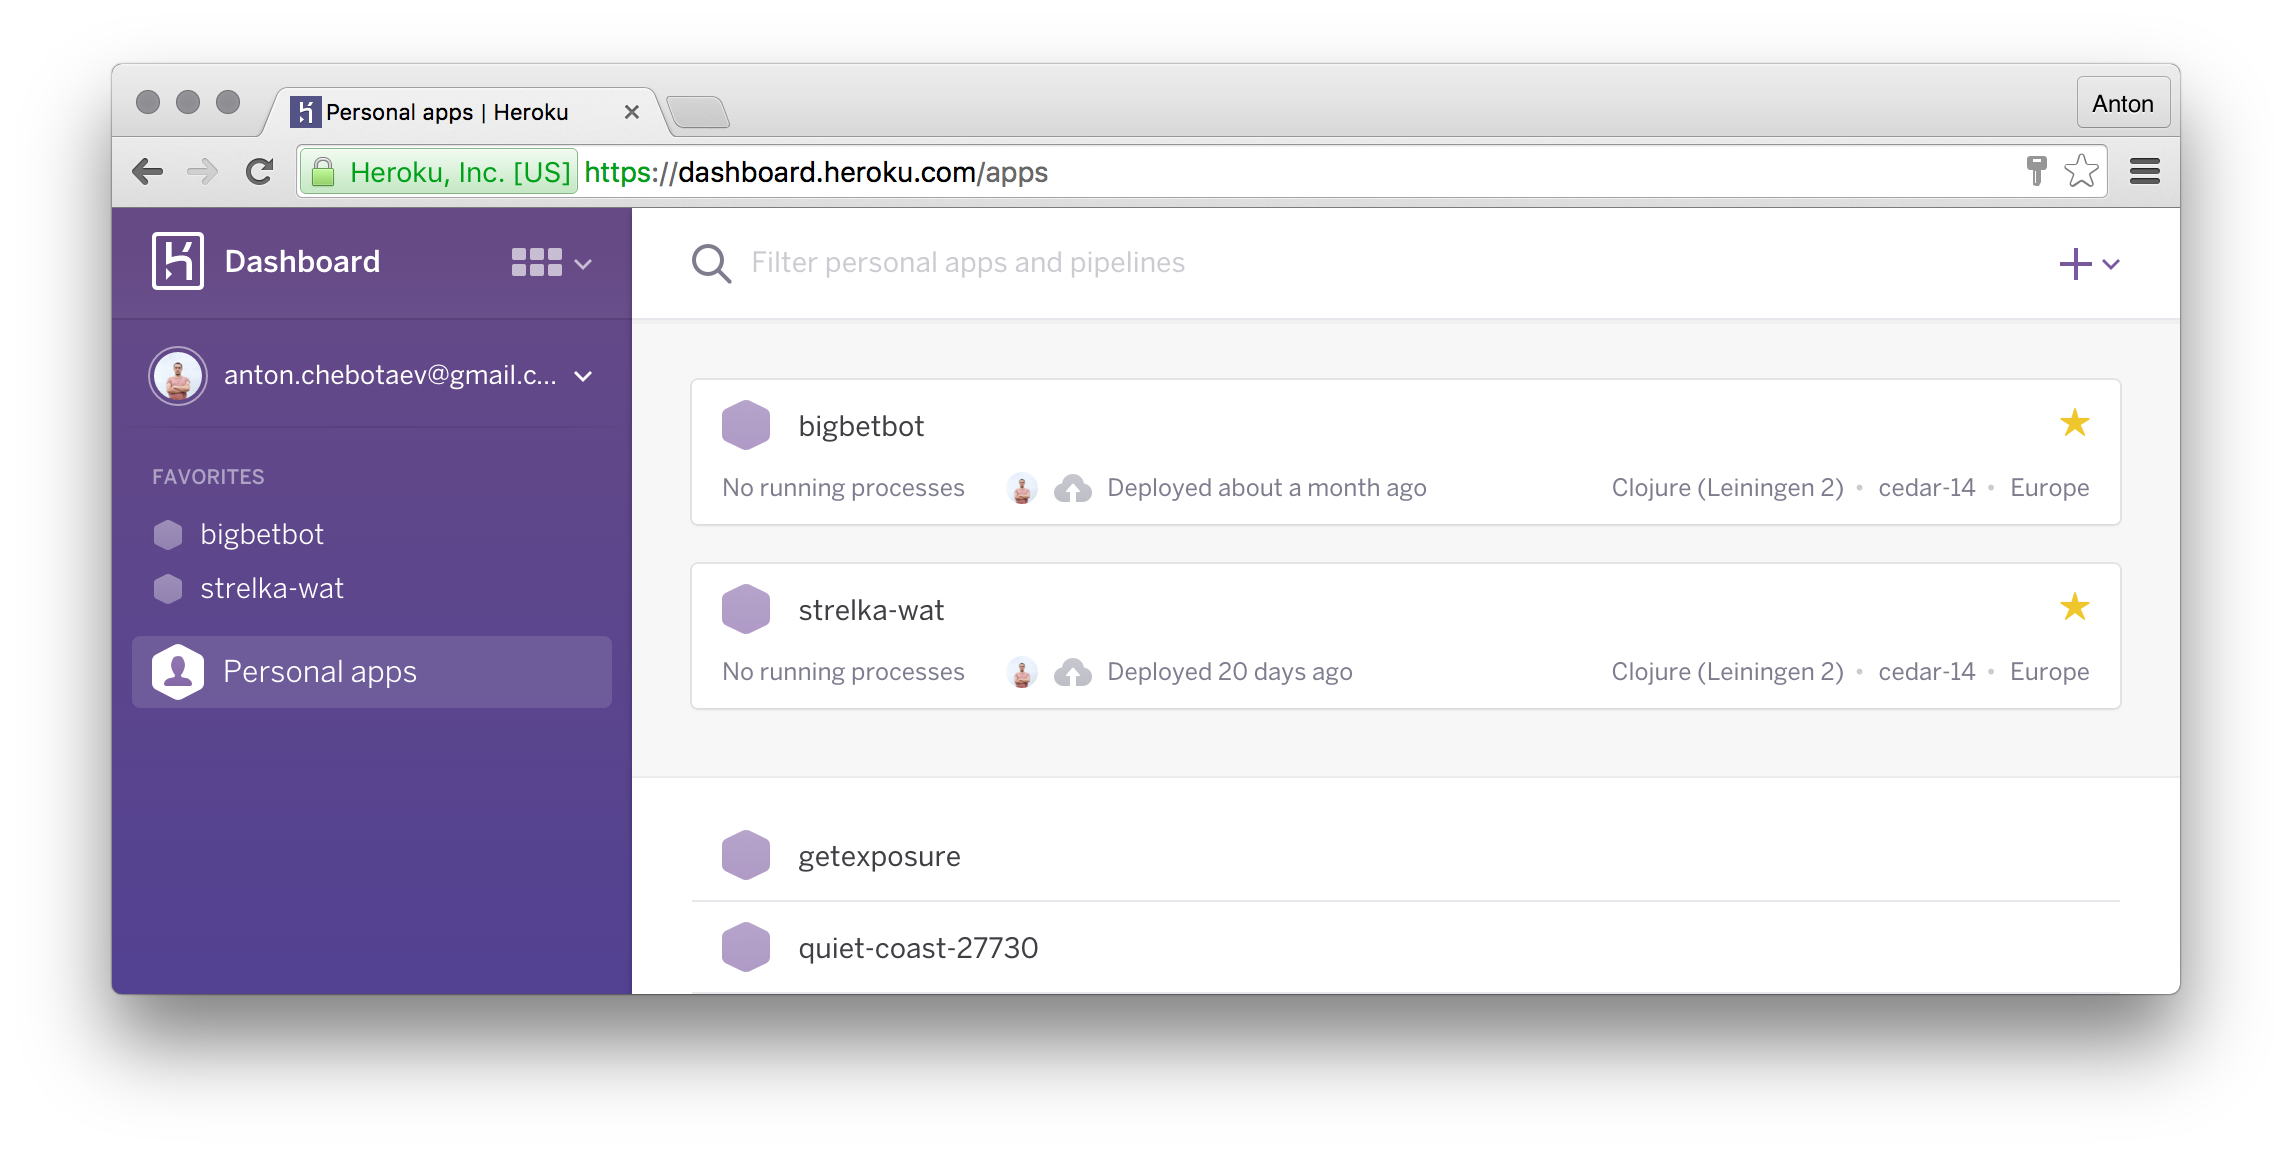 Personal apps | Heroku
Anton
Heroku, Inc. [US] https://dashboard.heroku.com/apps
Dashboard
Filter personal apps and pipelines
anton.chebotaev@gmail.c...
FAVORITES
bigbetbot
strelka-wat
Personal apps
bigbetbot
No running processes Deployed about a month ago Clojure (Leiningen 2) • cedar-14 • Europe
strelka-wat
No running processes Deployed 20 days ago Clojure (Leiningen 2) • cedar-14 • Europe
getexposure
quiet-coast-27730